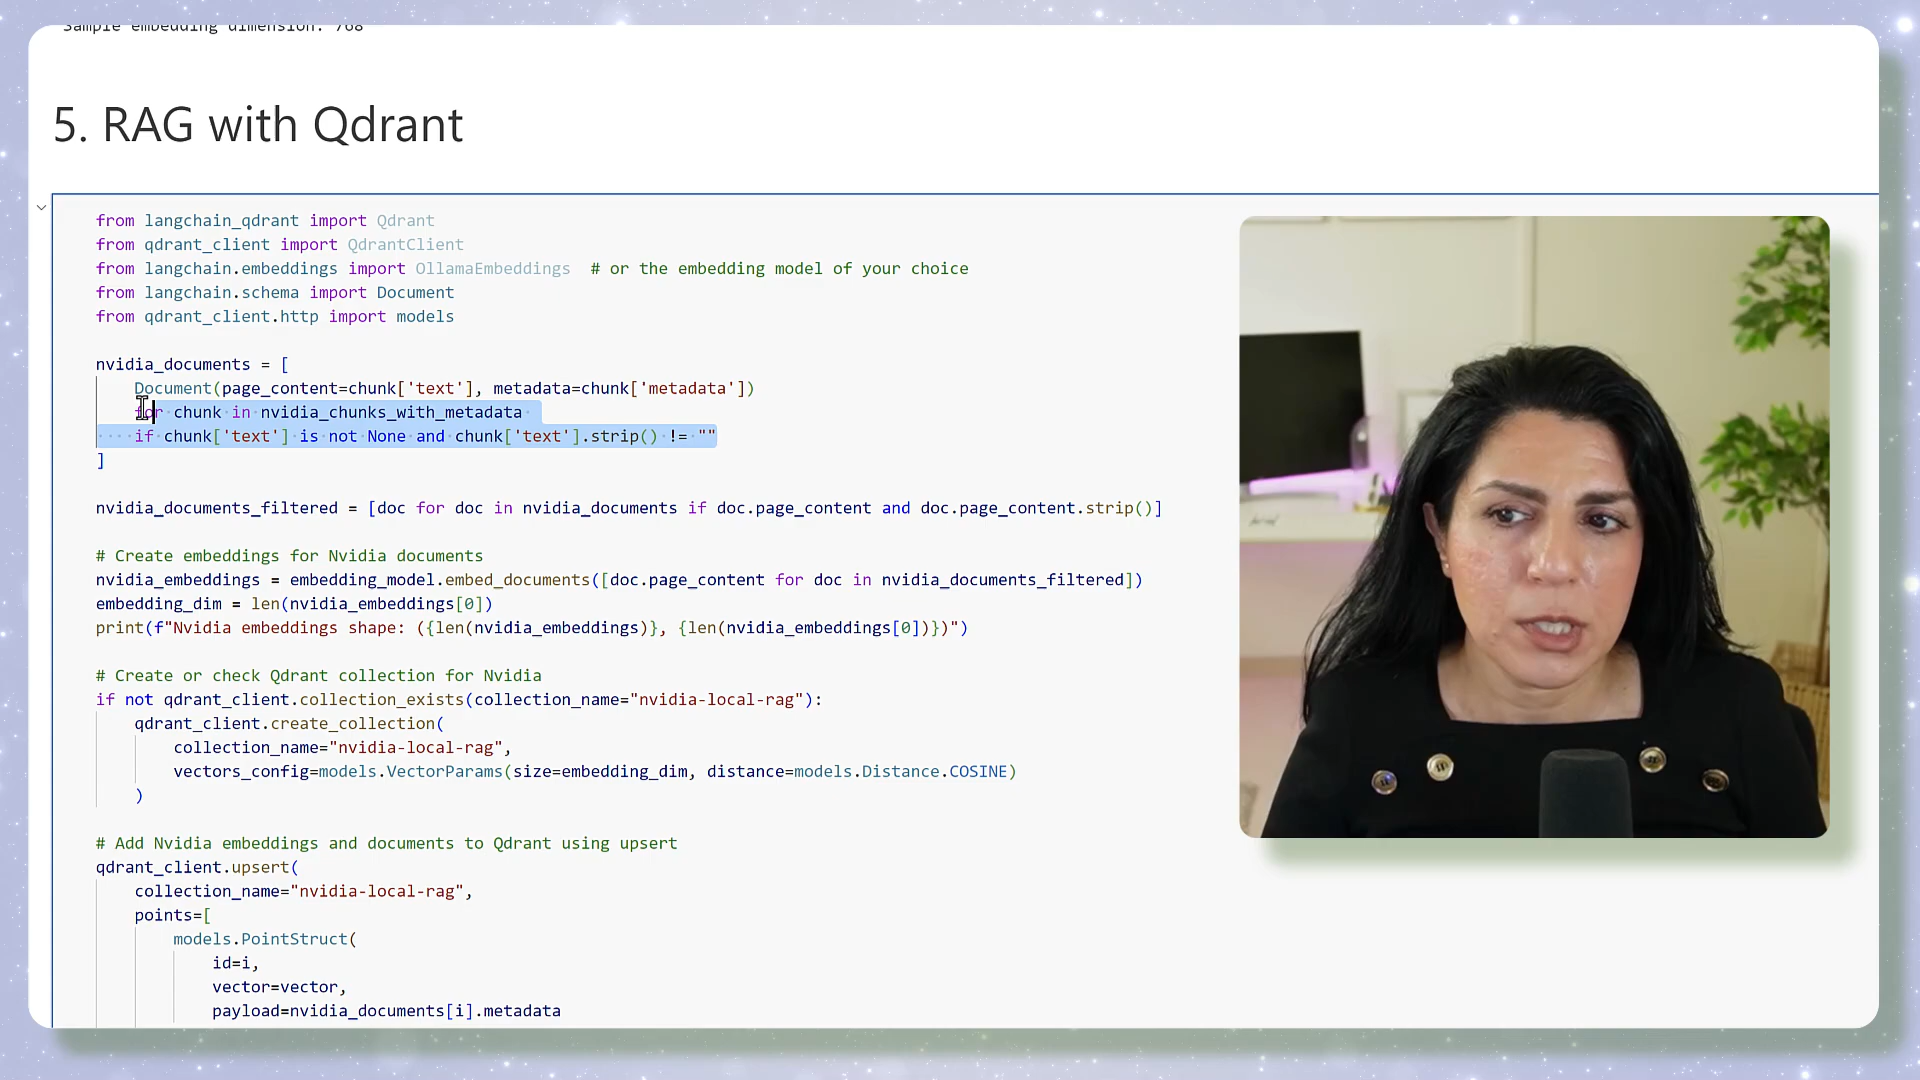 Sample embedding dimension: 768
5. RAG with Qdrant
from langchain_qdrant import Qdrant
from qdrant_client import QdrantClient
from langchain.embeddings import OllamaEmbeddings  # or the embedding model of your choice
from langchain.schema import Document
from qdrant_client.http import models
nvidia_documents = [
    Document(page_content=chunk['text'], metadata=chunk['metadata'])
    for chunk in nvidia_chunks_with_metadata
    if chunk['text'] is not None and chunk['text'].strip() != ""
]
nvidia_documents_filtered = [doc for doc in nvidia_documents if doc.page_content and doc.page_content.strip()]
# Create embeddings for Nvidia documents
nvidia_embeddings = embedding_model.embed_documents([doc.page_content for doc in nvidia_documents_filtered])
embedding_dim = len(nvidia_embeddings[0])
print(f"Nvidia embeddings shape: ({len(nvidia_embeddings)}, {len(nvidia_embeddings[0])})")
# Create or check Qdrant collection for Nvidia
if not qdrant_client.collection_exists(collection_name="nvidia-local-rag"):
    qdrant_client.create_collection(
        collection_name="nvidia-local-rag",
        vectors_config=models.VectorParams(size=embedding_dim, distance=models.Distance.COSINE)
    )
# Add Nvidia embeddings and documents to Qdrant using upsert
qdrant_client.upsert(
    collection_name="nvidia-local-rag",
    points=[
        models.PointStruct(
            id=i,
            vector=vector,
            payload=nvidia_documents[i].metadata